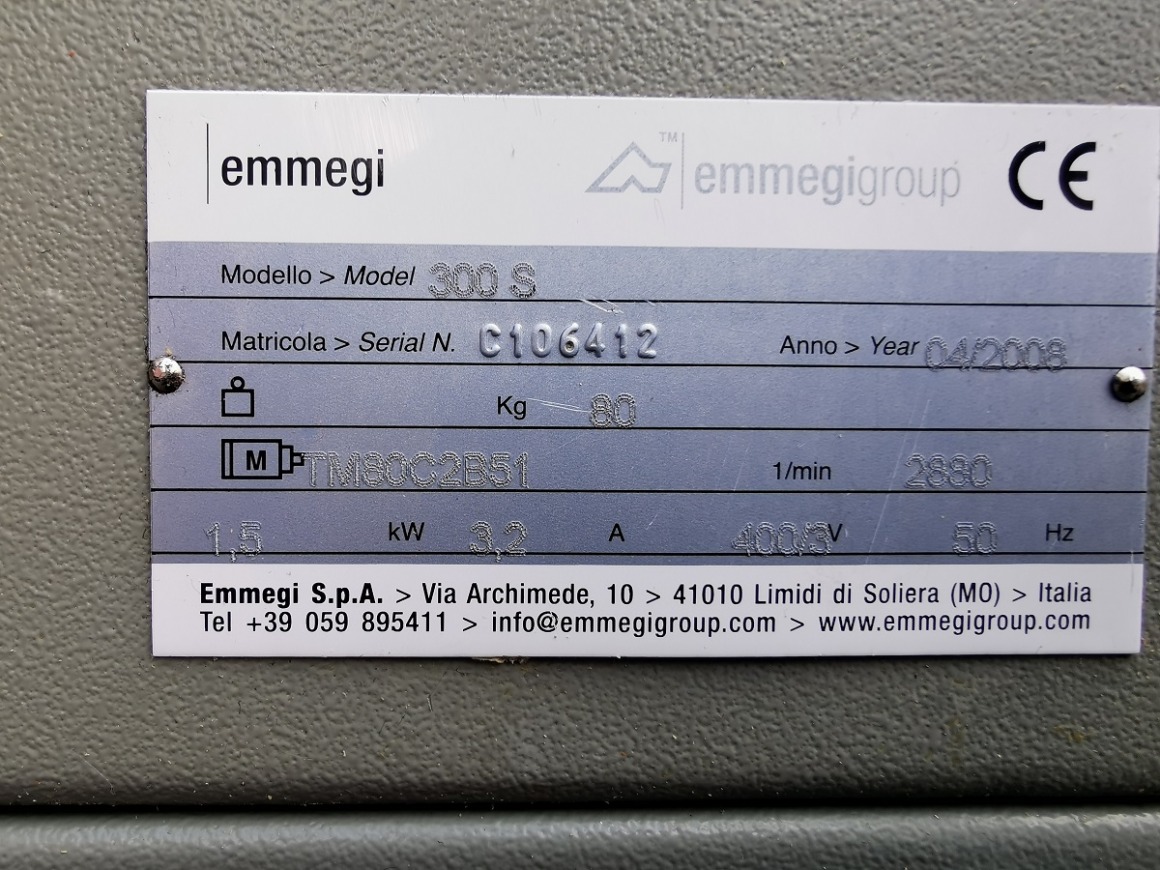 emmegi TM emmegigroup CE
Modello > Model 300 S
Matricola > Serial N. C106412 Anno > Year 04/2008
Kg 80
M TM80C2B51 1/min 2880
1,5 kW 3,2 A 400/3 V 50 Hz
Emmegi S.p.A. > Via Archimede, 10 > 41010 Limidi di Soliera (MO) > Italia
Tel +39 059 895411 > info@emmegigroup.com > www.emmegigroup.com